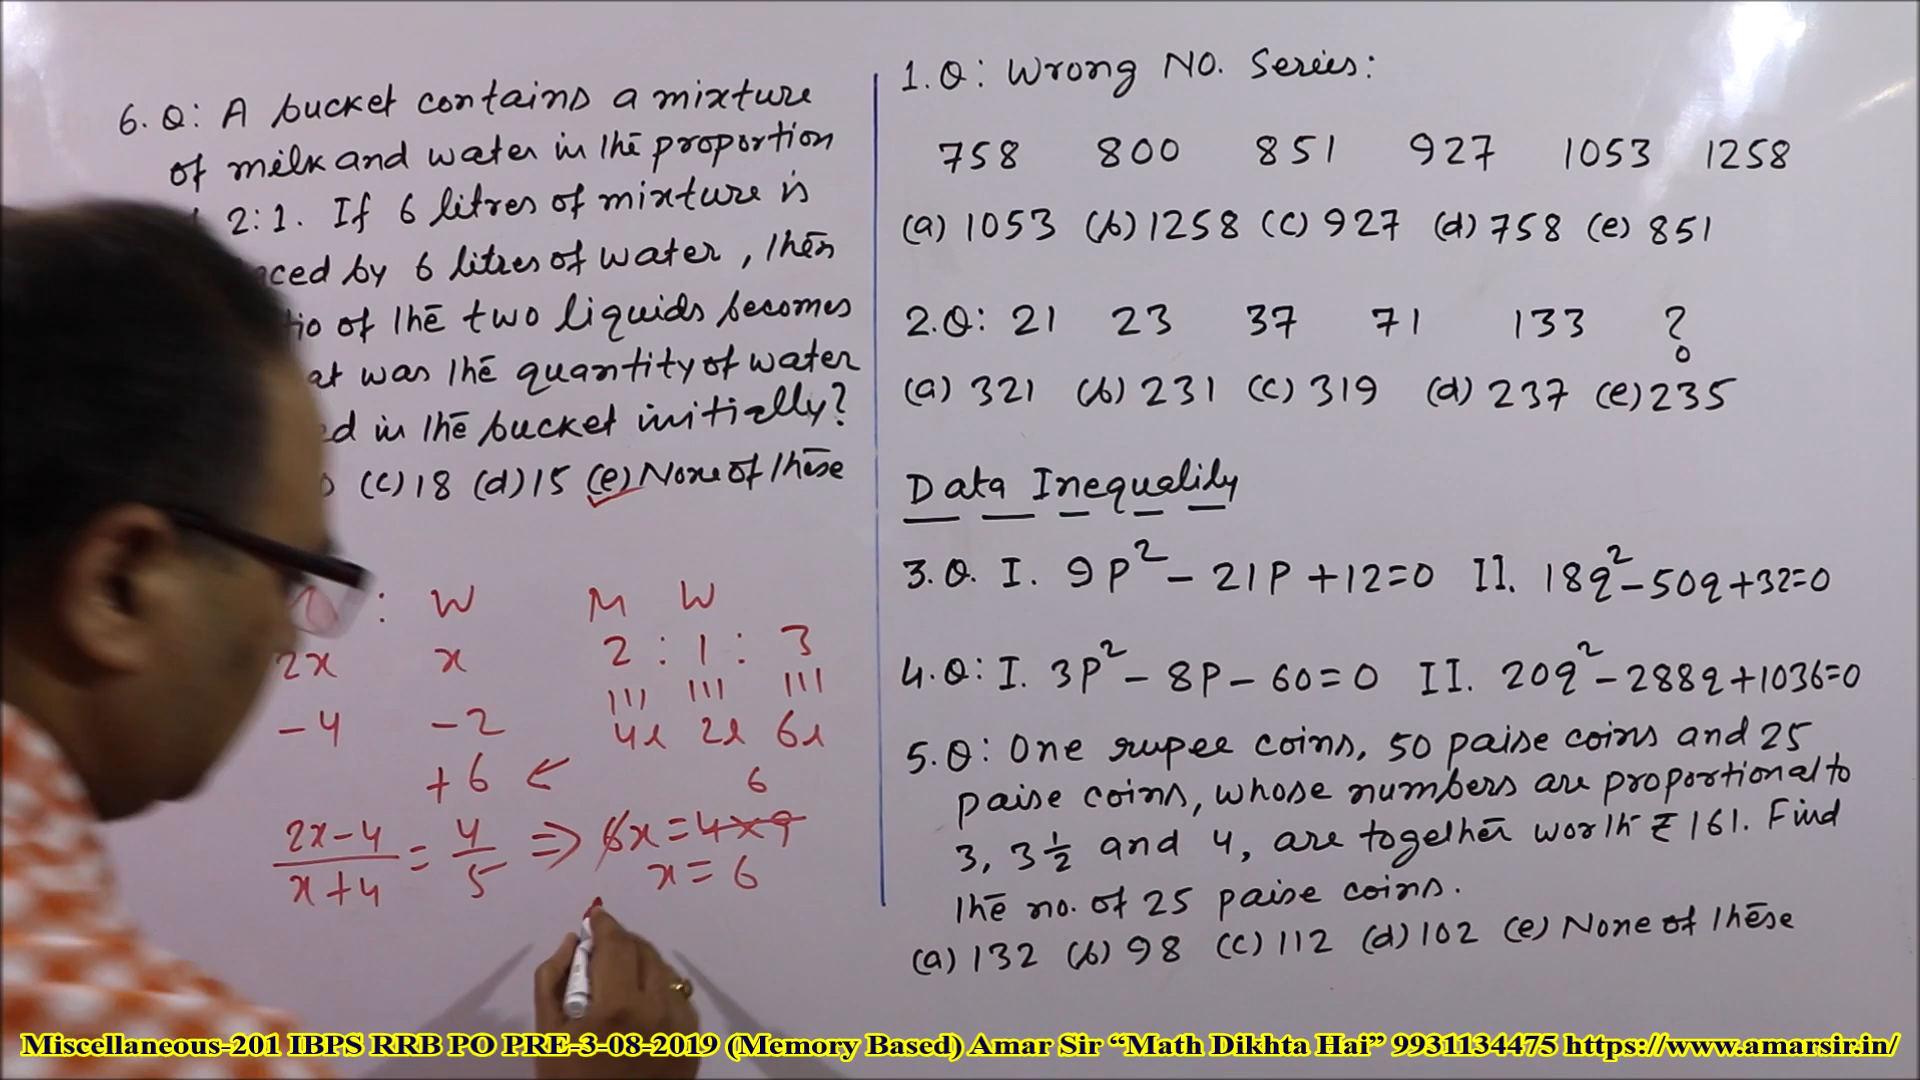 6. Q: A bucket contains a mixture
of milk and water in the proportion
2:1. If 6 litres of mixture is
ced by 6 litres of water, then
tio of the two liquids becomes
at was the quantity of water
ed in the bucket initially?
(c) 18 (d) 15 (e) None of these
: W
2x x
-4 -2
+6 ←
2x-4/x+4 = 4/5 ⇒ 6x = 4x9
6
x = 6
M W
2 : 1 : 3
4l 2l 6l
1.Q: Wrong NO. Series:
758 800 851 927 1053 1258
(a) 1053 (b) 1258 (c) 927 (d) 758 (e) 851
2.Q: 21 23 37 71 133 ?
(a) 321 (b) 231 (c) 319 (d) 237 (e) 235
Data Inequality
3.Q. I. 9P² - 21P + 12=0 II. 18q² - 50q + 32=0
4.Q: I. 3P² - 8P - 60 = 0 II. 20q² - 288q + 1036=0
5.Q: One rupee coins, 50 paise coins and 25
paise coins, whose numbers are proportional to
3, 3 1/2 and 4, are together worth ₹ 161. Find
the no. of 25 paise coins.
(a) 132 (b) 98 (c) 112 (d) 102 (e) None of these
Miscellaneous-201 IBPS RRB PO PRE-3-08-2019 (Memory Based) Amar Sir “Math Dikhta Hai” 9931134475 https://www.amarsir.in/